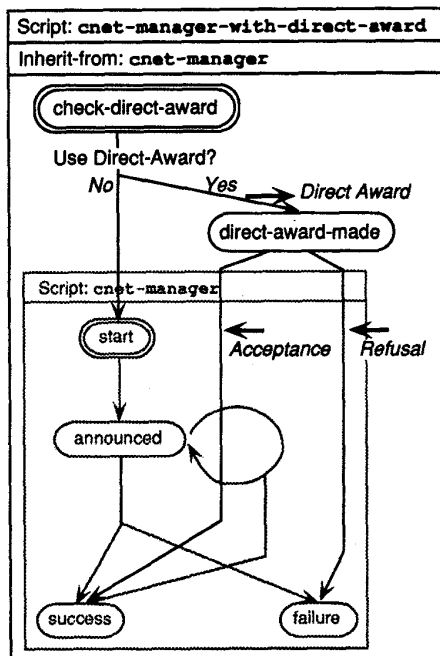 Script: cnet-manager-with-direct-award
Inherit-from: cnet-manager
check-direct-award
Use Direct-Award?
No
Yes
Direct Award
direct-award-made
Script: cnet-manager
start
Acceptance
Refusal
announced
success
failure